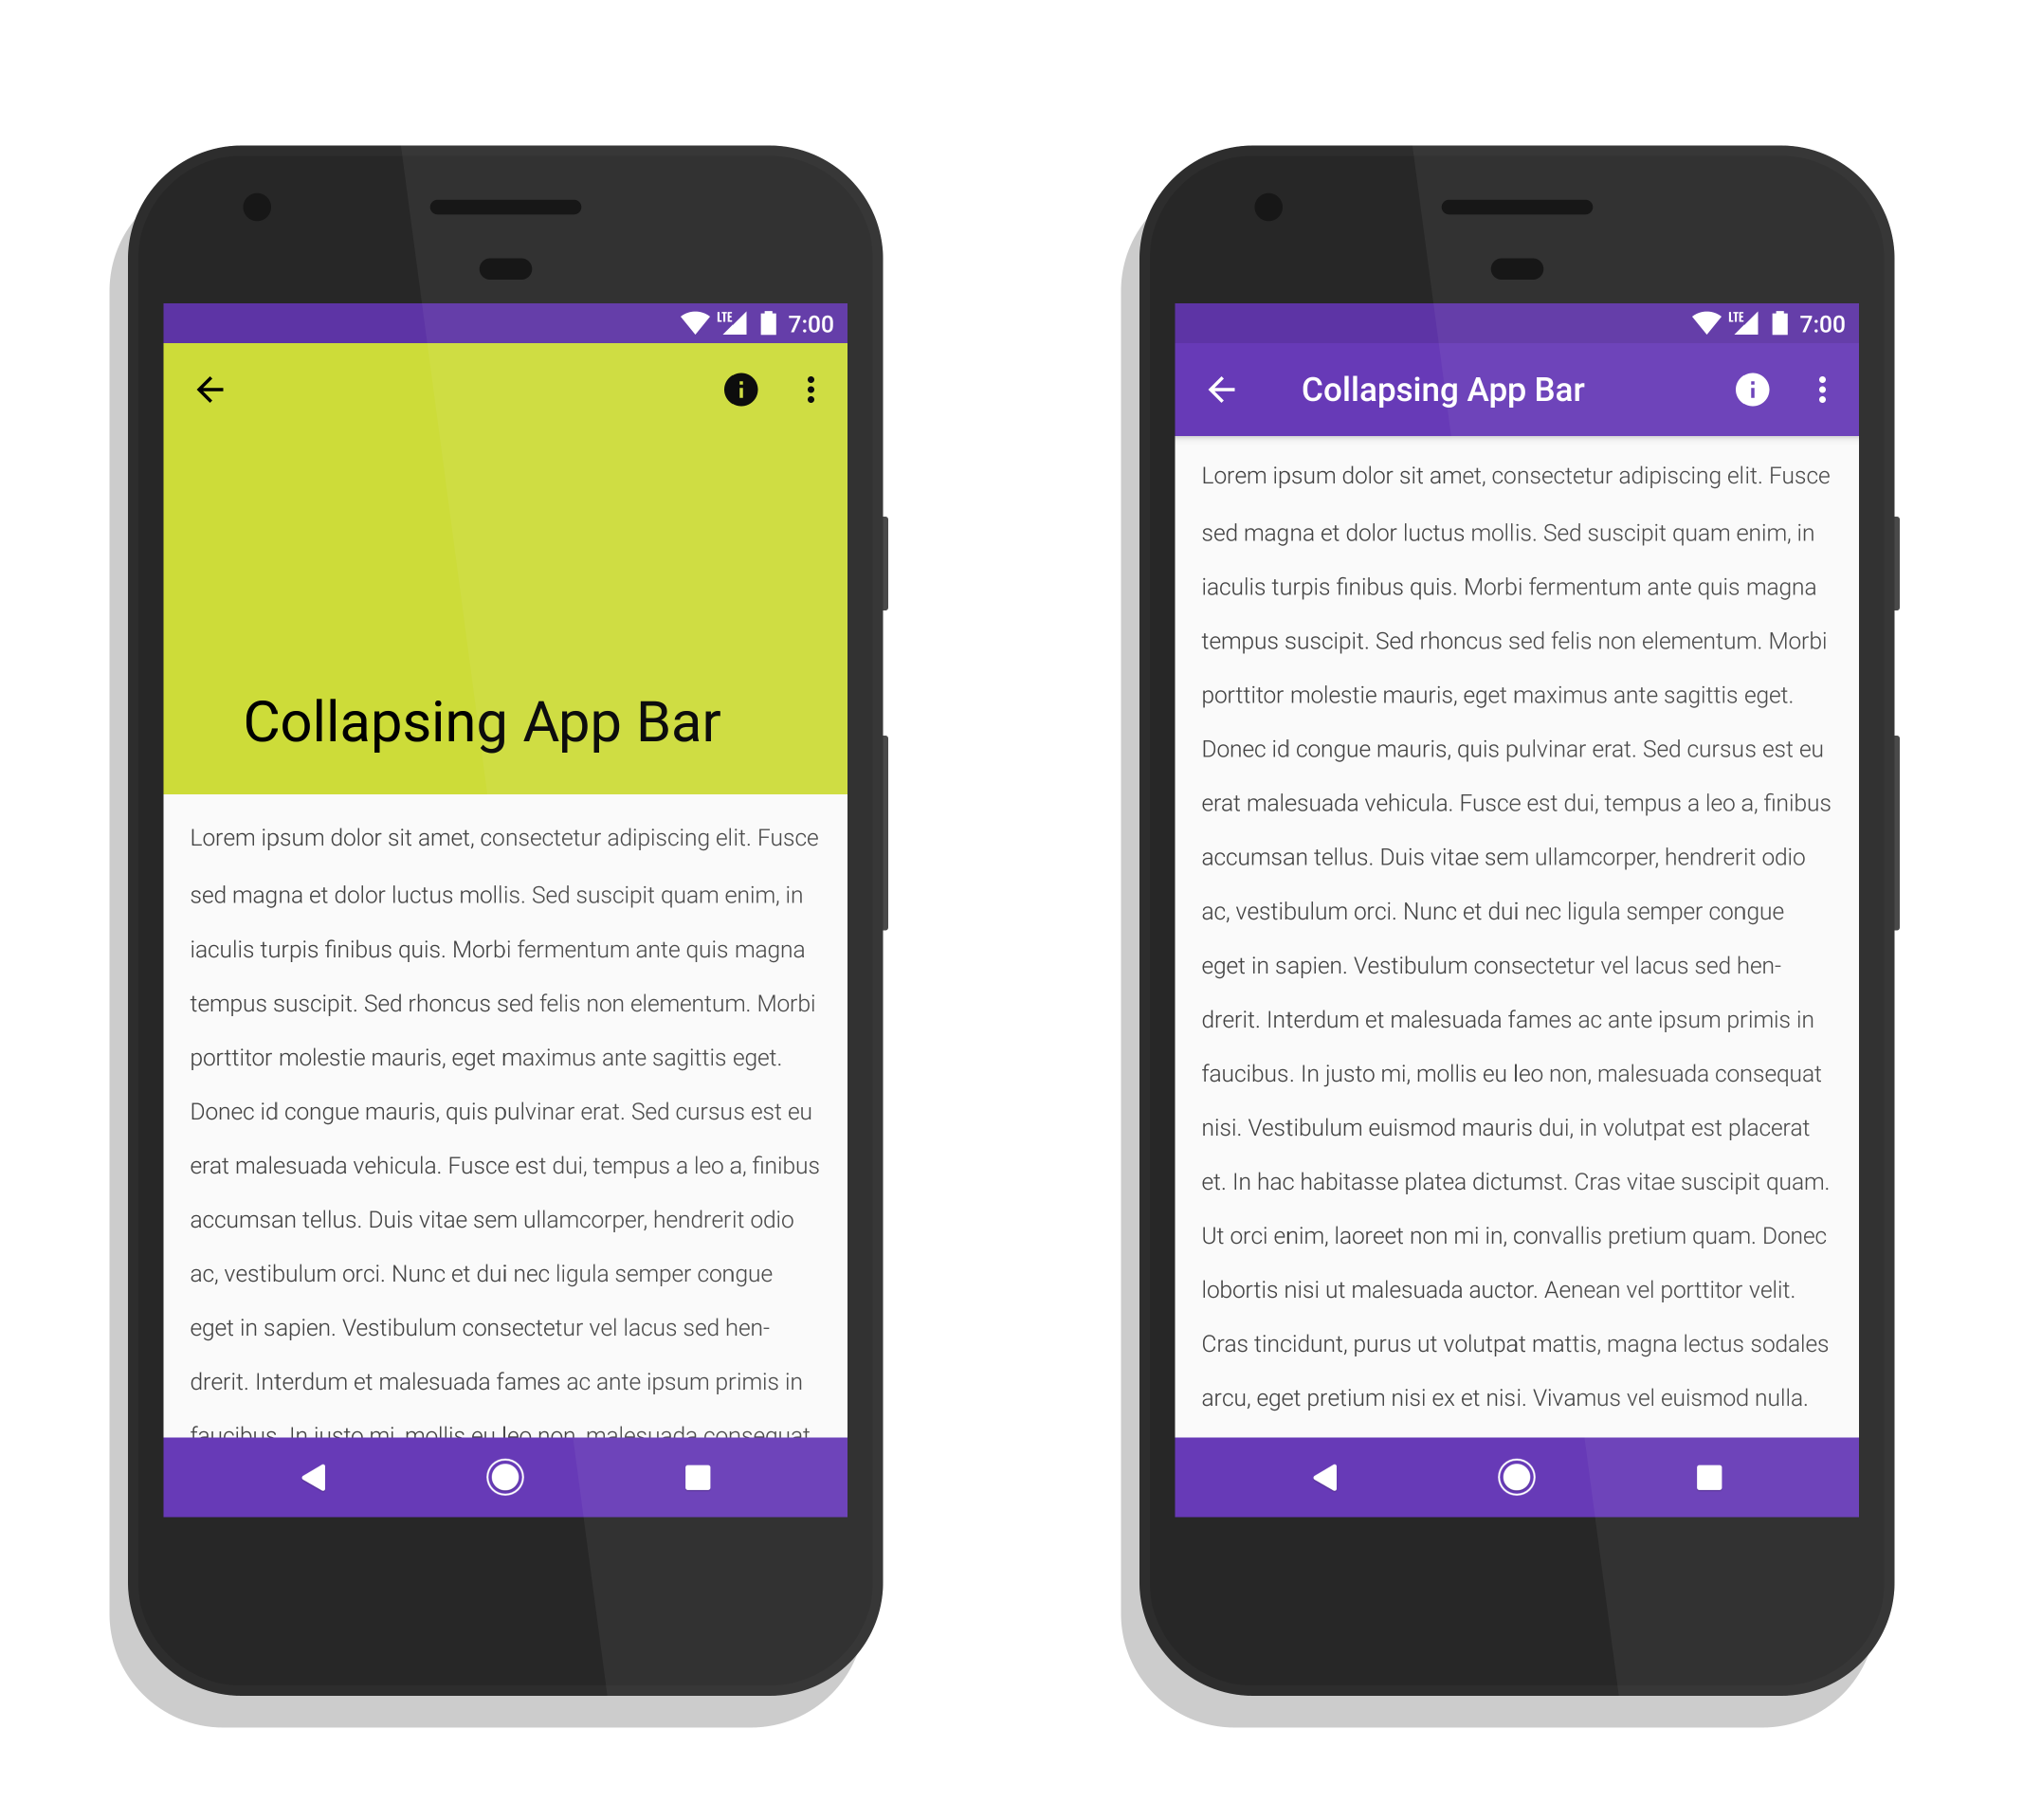 LTE 7:00
Collapsing App Bar
Lorem ipsum dolor sit amet, consectetur adipiscing elit. Fusce
sed magna et dolor luctus mollis. Sed suscipit quam enim, in
iaculis turpis finibus quis. Morbi fermentum ante quis magna
tempus suscipit. Sed rhoncus sed felis non elementum. Morbi
porttitor molestie mauris, eget maximus ante sagittis eget.
Donec id congue mauris, quis pulvinar erat. Sed cursus est eu
erat malesuada vehicula. Fusce est dui, tempus a leo a, finibus
accumsan tellus. Duis vitae sem ullamcorper, hendrerit odio
ac, vestibulum orci. Nunc et dui nec ligula semper congue
eget in sapien. Vestibulum consectetur vel lacus sed hen-
drerit. Interdum et malesuada fames ac ante ipsum primis in
faucibus. In justo mi, mollis eu leo non, malesuada consequat
LTE 7:00
Collapsing App Bar
Lorem ipsum dolor sit amet, consectetur adipiscing elit. Fusce
sed magna et dolor luctus mollis. Sed suscipit quam enim, in
iaculis turpis finibus quis. Morbi fermentum ante quis magna
tempus suscipit. Sed rhoncus sed felis non elementum. Morbi
porttitor molestie mauris, eget maximus ante sagittis eget.
Donec id congue mauris, quis pulvinar erat. Sed cursus est eu
erat malesuada vehicula. Fusce est dui, tempus a leo a, finibus
accumsan tellus. Duis vitae sem ullamcorper, hendrerit odio
ac, vestibulum orci. Nunc et dui nec ligula semper congue
eget in sapien. Vestibulum consectetur vel lacus sed hen-
drerit. Interdum et malesuada fames ac ante ipsum primis in
faucibus. In justo mi, mollis eu leo non, malesuada consequat
nisi. Vestibulum euismod mauris dui, in volutpat est placerat
et. In hac habitasse platea dictumst. Cras vitae suscipit quam.
Ut orci enim, laoreet non mi in, convallis pretium quam. Donec
lobortis nisi ut malesuada auctor. Aenean vel porttitor velit.
Cras tincidunt, purus ut volutpat mattis, magna lectus sodales
arcu, eget pretium nisi ex et nisi. Vivamus vel euismod nulla.